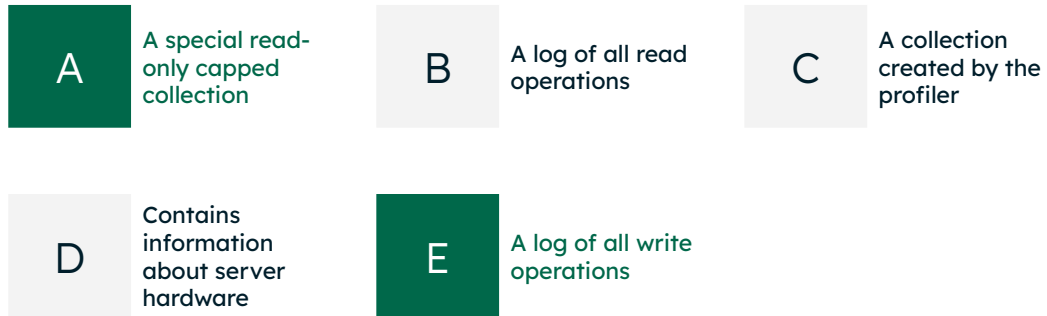 A
A special read-
only capped
collection
B
A log of all read
operations
C
A collection
created by the
profiler
D
Contains
information
about server
hardware
E
A log of all write
operations